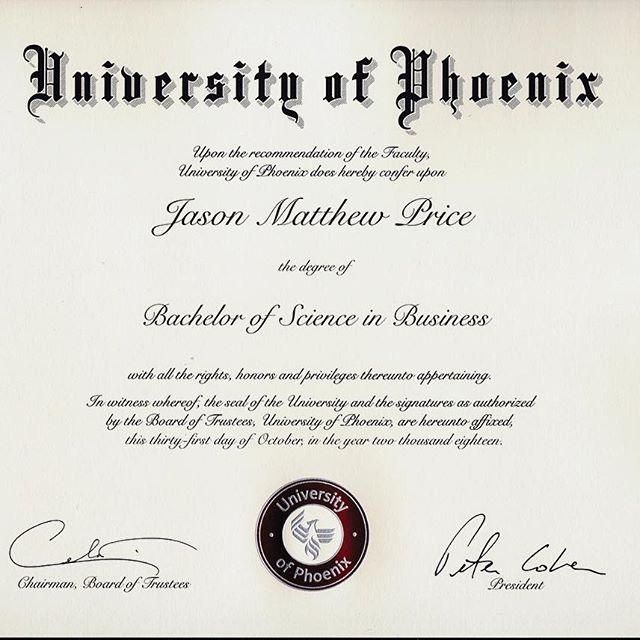 University of Phoenix
Upon the recommendation of the Faculty,
University of Phoenix does hereby confer upon
Jason Matthew Price
the degree of
Bachelor of Science in Business
with all the rights, honors and privileges thereunto appertaining.
In witness whereof, the seal of the University and the signatures as authorized
by the Board of Trustees, University of Phoenix, are hereunto affixed,
this thirty-first day of October, in the year two thousand eighteen.
University
of Phoenix
Chairman, Board of Trustees
Peter Cohen
President